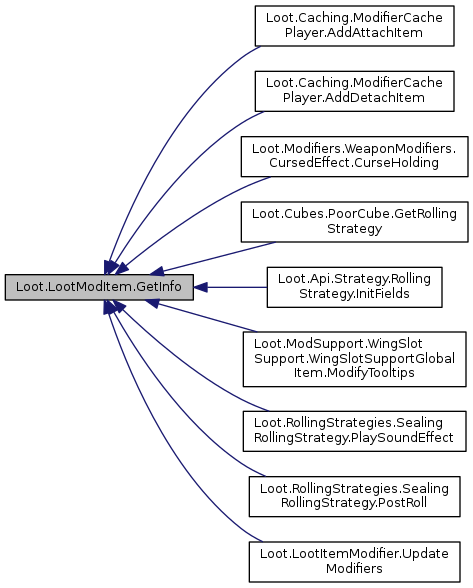 Loot.Caching.ModifierCache
Player.AddAttachItem
Loot.Caching.ModifierCache
Player.AddDetachItem
Loot.Modifiers.WeaponModifiers.
CursedEffect.CurseHolding
Loot.Cubes.PoorCube.GetRolling
Strategy
Loot.LootModItem.GetInfo
Loot.Api.Strategy.Rolling
Strategy.InitFields
Loot.ModSupport.WingSlot
Support.WingSlotSupportGlobal
Item.ModifyTooltips
Loot.RollingStrategies.Sealing
RollingStrategy.PlaySoundEffect
Loot.RollingStrategies.Sealing
RollingStrategy.PostRoll
Loot.LootItemModifier.Update
Modifiers